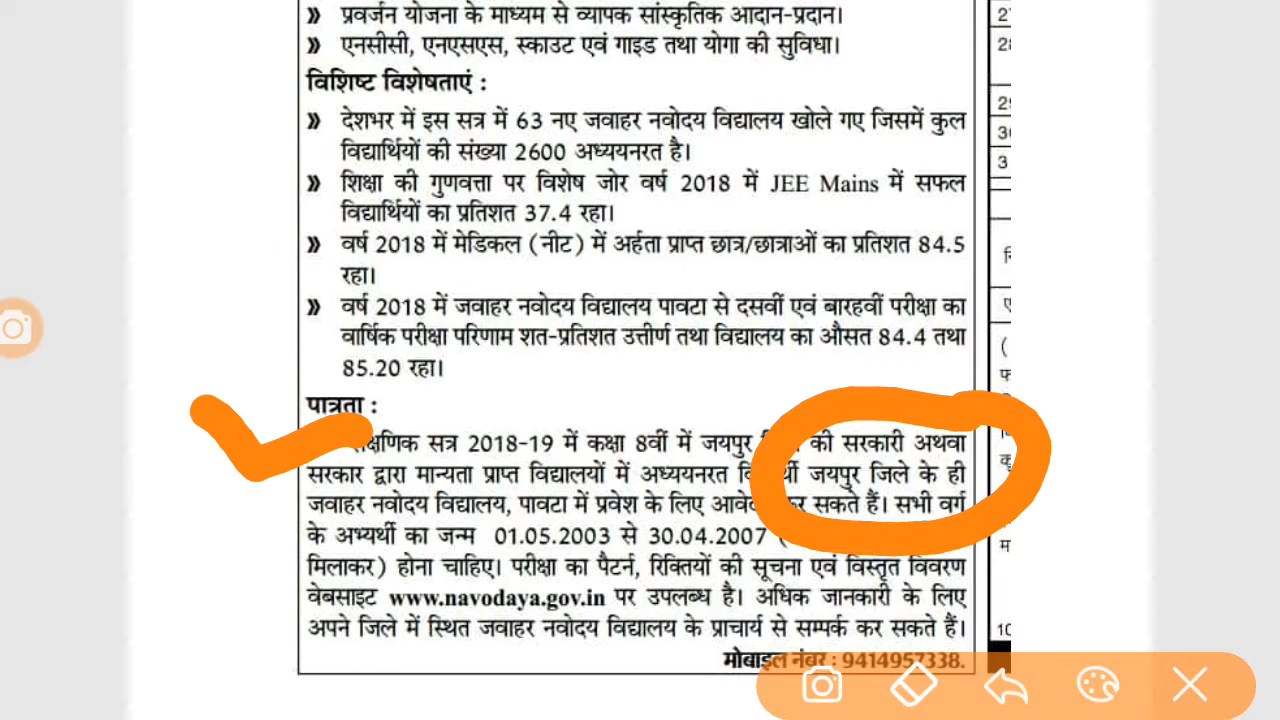 » प्रवर्जन योजना के माध्यम से व्यापक सांस्कृतिक आदान-प्रदान।
» एनसीसी, एनएसएस, स्काउट एवं गाइड तथा योगा की सुविधा।
विशिष्ट विशेषताएं :
» देशभर में इस सत्र में 63 नए जवाहर नवोदय विद्यालय खोले गए जिसमें कुल
विद्यार्थियों की संख्या 2600 अध्ययनरत है।
» शिक्षा की गुणवत्ता पर विशेष जोर वर्ष 2018 में JEE Mains में सफल
विद्यार्थियों का प्रतिशत 37.4 रहा।
» वर्ष 2018 में मेडिकल (नीट) में अर्हता प्राप्त छात्र/छात्राओं का प्रतिशत 84.5
रहा।
» वर्ष 2018 में जवाहर नवोदय विद्यालय पावटा से दसवीं एवं बारहवीं परीक्षा का
वार्षिक परीक्षा परिणाम शत-प्रतिशत उत्तीर्ण तथा विद्यालय का औसत 84.4 तथा
85.20 रहा।
पात्रता :
सत्र 2018-19 में कक्षा 8वीं में जयपुर की सरकारी अथवा
सरकार द्वारा मान्यता प्राप्त विद्यालयों में अध्ययनरत जयपुर जिले के ही
जवाहर नवोदय विद्यालय, पावटा में प्रवेश के लिए सकते हैं। सभी वर्ग
के अभ्यर्थी का जन्म 01.05.2003 से 30.04.2007
मिलाकर) होना चाहिए। परीक्षा का पैटर्न, रिक्तियों की सूचना एवं विस्तृत विवरण
वेबसाइट www.navodaya.gov.in पर उपलब्ध है। अधिक जानकारी के लिए
अपने जिले में स्थित जवाहर नवोदय विद्यालय के प्राचार्य से सम्पर्क कर सकते हैं।
मोबाइल नंबर : 9414957338.